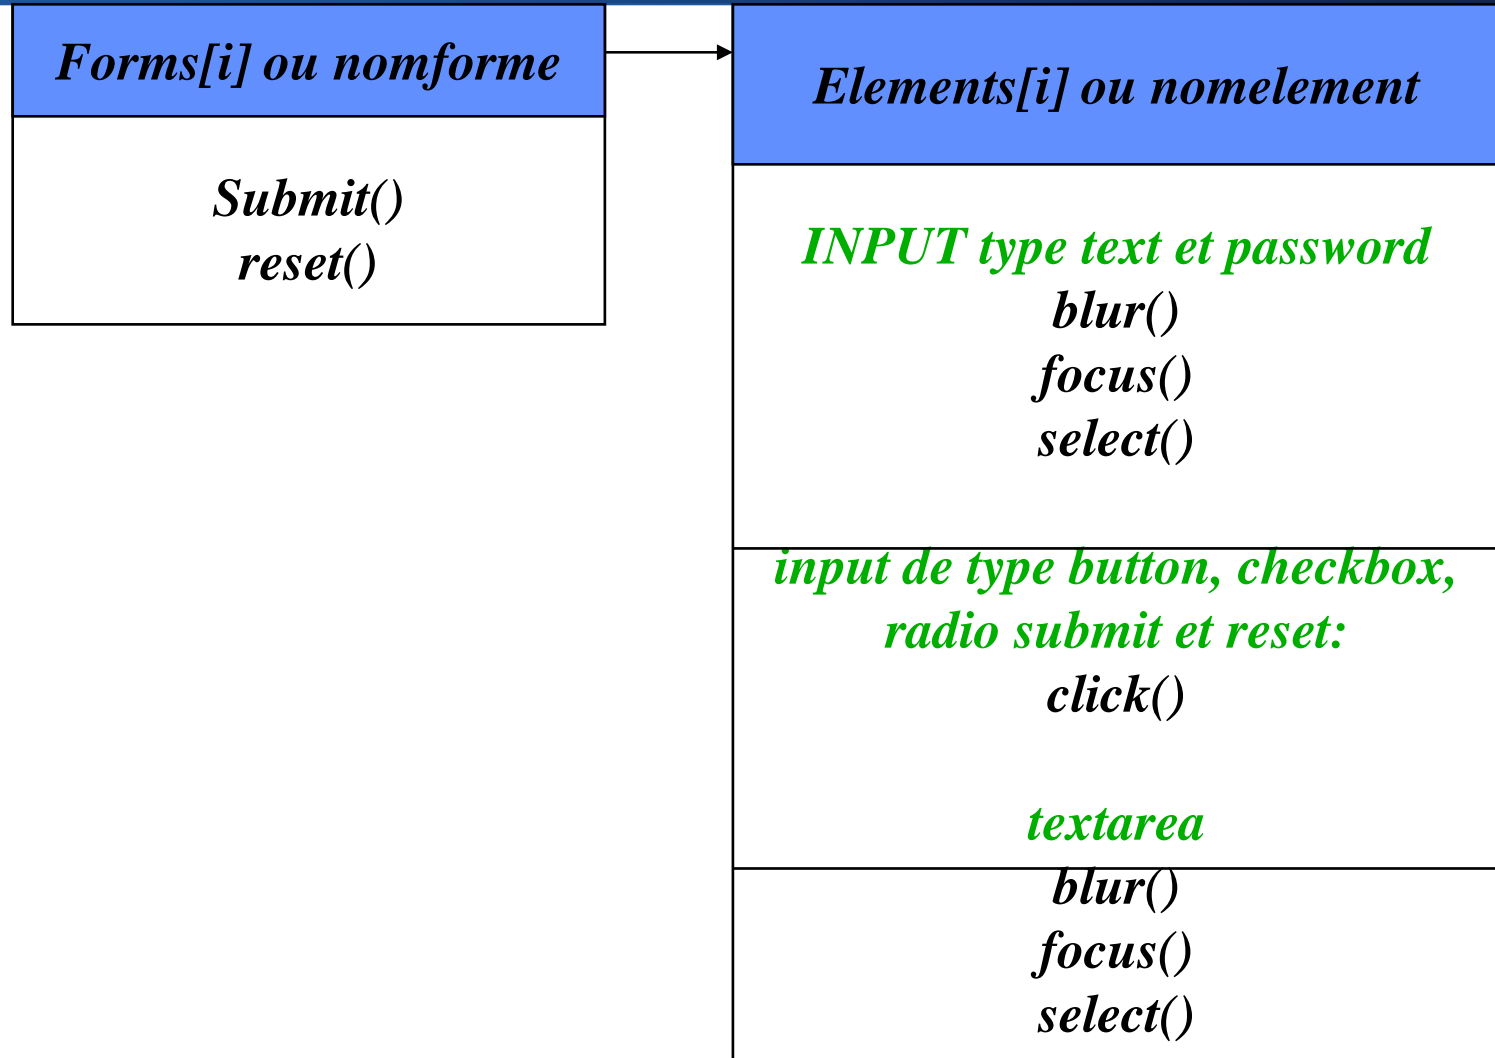 Forms[i] ou nomforme
Submit()
reset()
Elements[i] ou nomelement
INPUT type text et password
blur()
focus()
select()
input de type button, checkbox,
radio submit et reset:
click()
textarea
blur()
focus()
select()